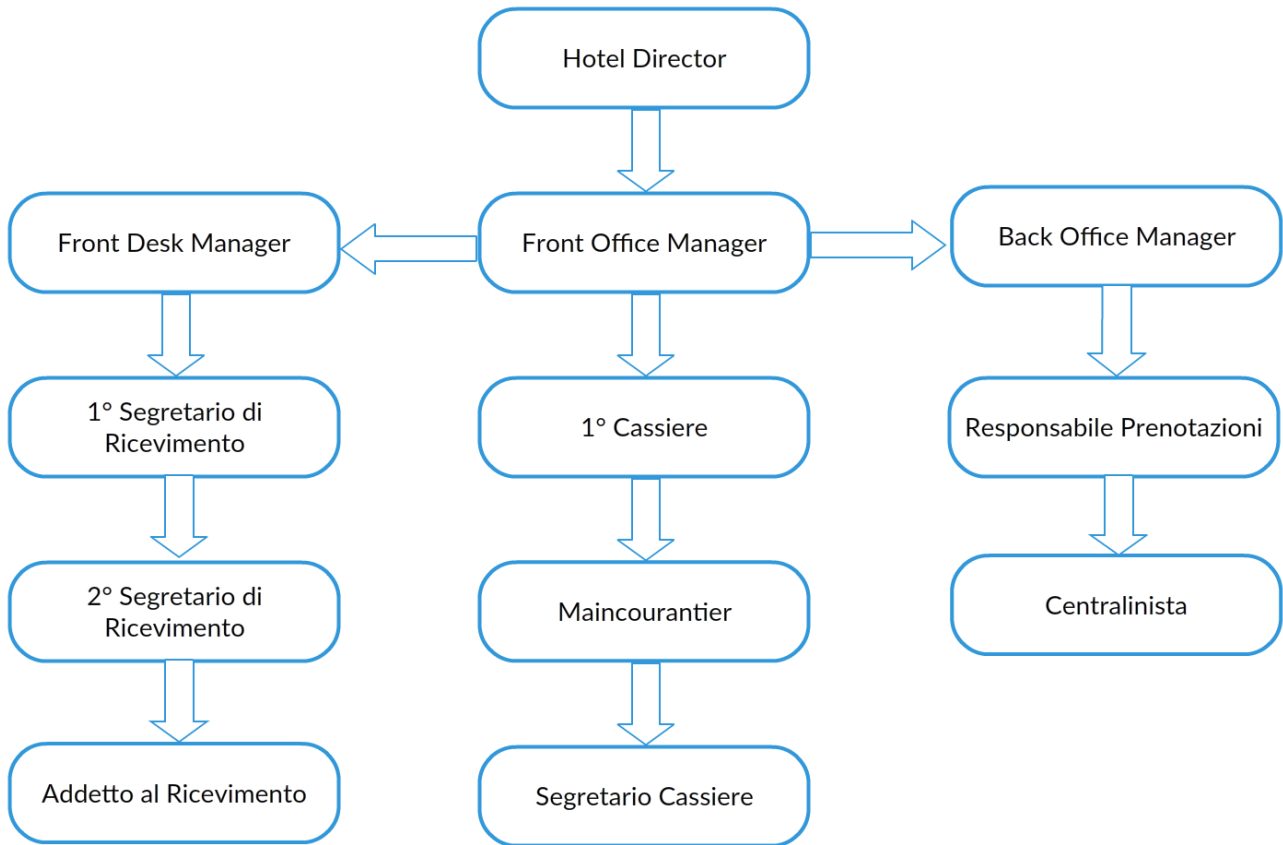 Hotel Director
Front Desk Manager
Front Office Manager
Back Office Manager
1° Segretario di
Ricevimento
1° Cassiere
Responsabile Prenotazioni
2° Segretario di
Ricevimento
Maincourantier
Centralinista
Addetto al Ricevimento
Segretario Cassiere